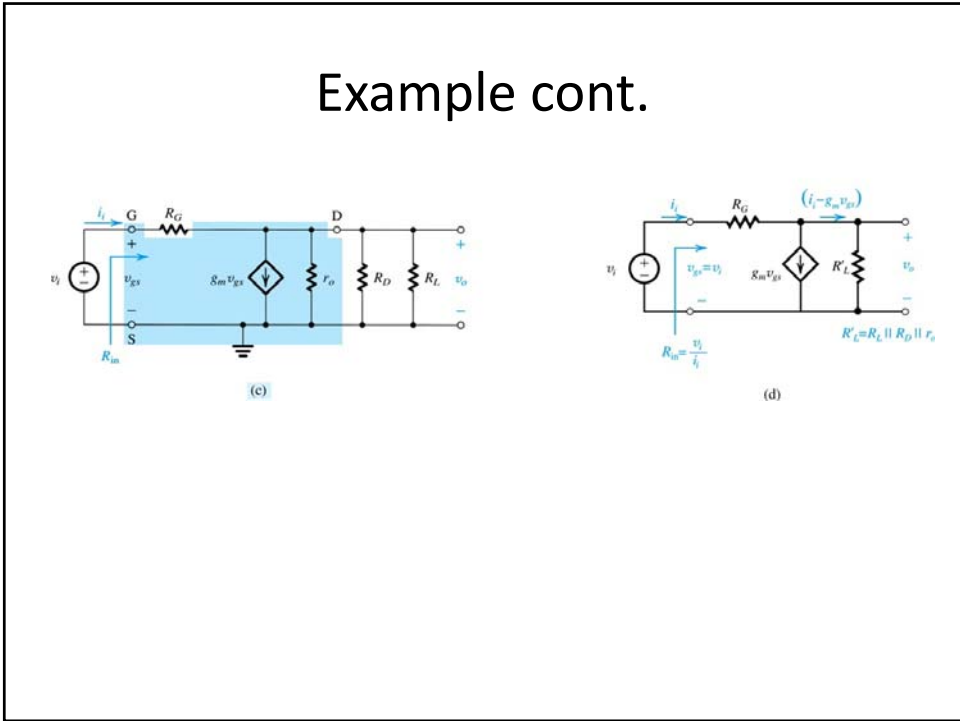 Example cont.
i_i G R_G D
+
v_i + − v_gs g_m v_gs r_o R_D R_L + v_o −
−
S
R_in
(c)
i_i R_G (i_i−g_m v_gs)
v_i + − v_gs=v_i g_m v_gs R'_L + v_o −
−
R_in= v_i / i_i
R'_L=R_L || R_D || r_o
(d)